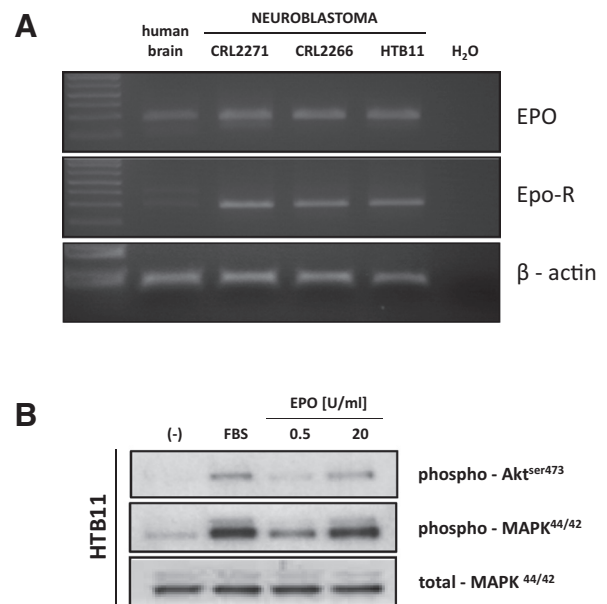 A
human
brain
NEUROBLASTOMA
CRL2271 CRL2266 HTB11 H₂O
EPO
Epo-R
β - actin
B
EPO [U/ml]
(-) FBS 0.5 20
HTB11
phospho - Akt^ser473
phospho - MAPK^44/42
total - MAPK ^44/42